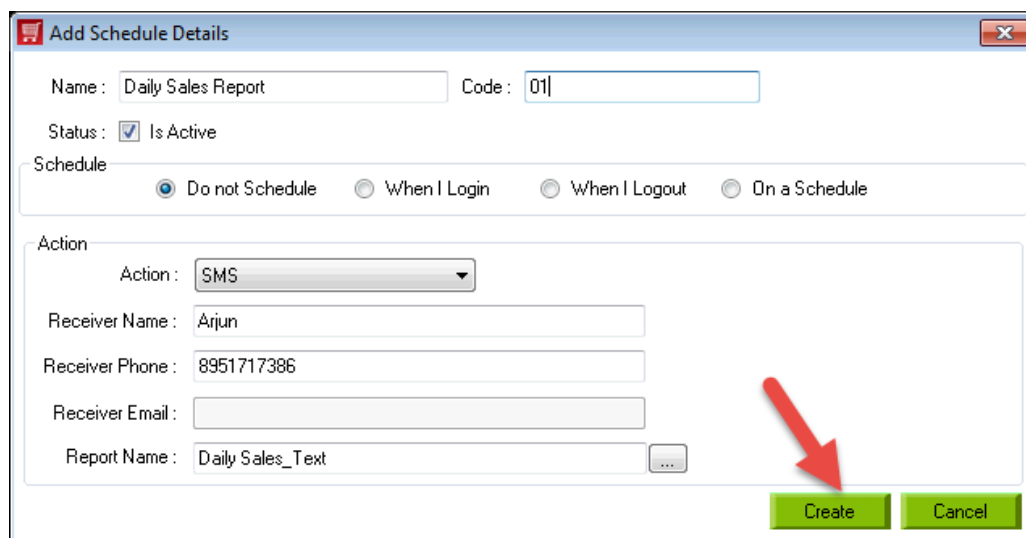 Add Schedule Details
Name : Daily Sales Report Code : 01
Status : Is Active
Schedule
Do not Schedule When I Login When I Logout On a Schedule
Action
Action : SMS
Receiver Name : Arjun
Receiver Phone : 8951717386
Receiver Email :
Report Name : Daily Sales_Text ...
Create Cancel